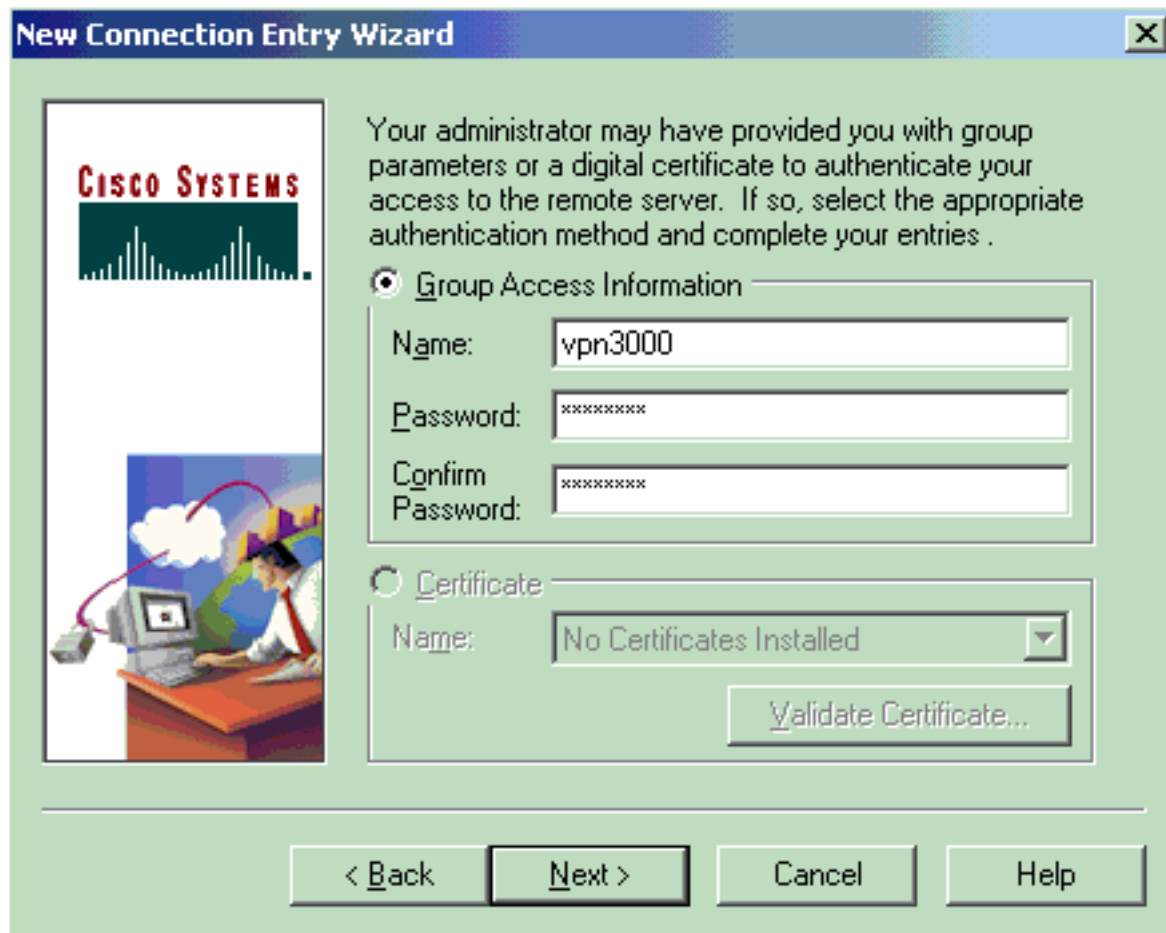 New Connection Entry Wizard
CISCO SYSTEMS
Your administrator may have provided you with group
parameters or a digital certificate to authenticate your
access to the remote server.  If so, select the appropriate
authentication method and complete your entries .
Group Access Information
Name:
vpn3000
Password:
********
Confirm
Password:
********
Certificate
Name:
No Certificates Installed
Validate Certificate...
< Back
Next >
Cancel
Help